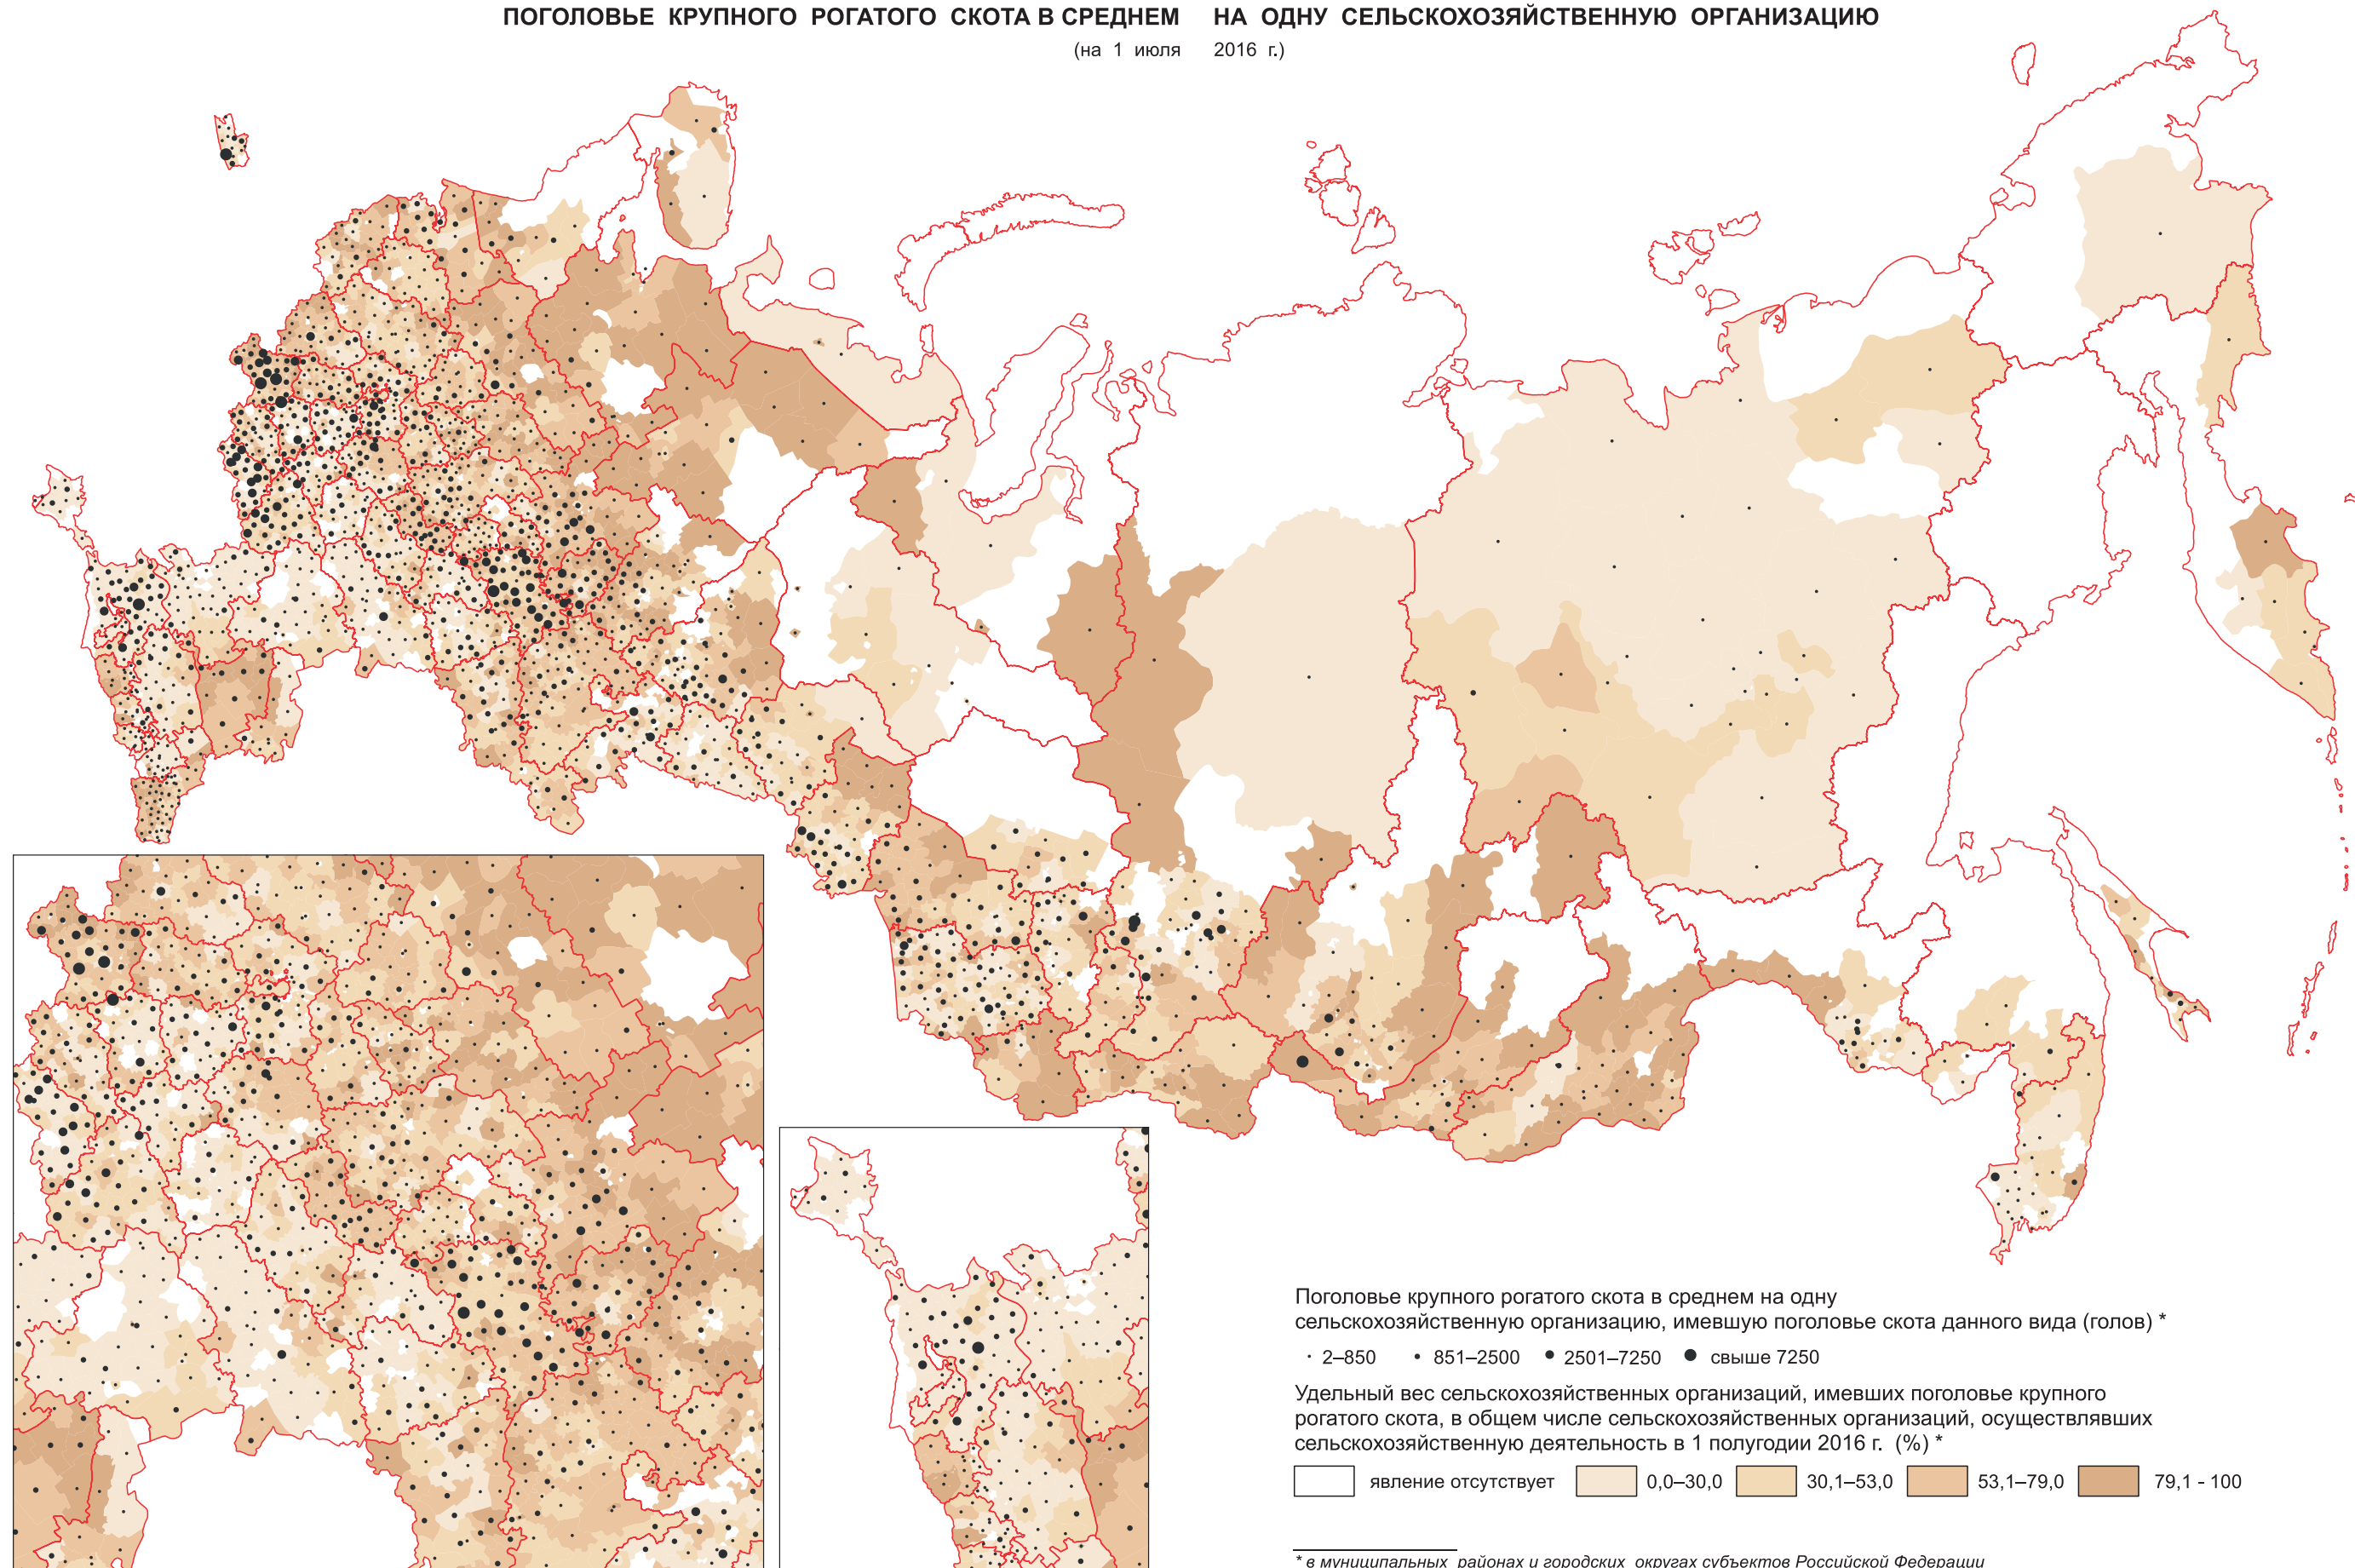 ПОГОЛОВЬЕ КРУПНОГО РОГАТОГО СКОТА В СРЕДНЕМ НА ОДНУ СЕЛЬСКОХОЗЯЙСТВЕННУЮ ОРГАНИЗАЦИЮ
(на 1 июля 2016 г.)
Поголовье крупного рогатого скота в среднем на одну
сельскохозяйственную организацию, имевшую поголовье скота данного вида (голов) *
2–850 851–2500 2501–7250 свыше 7250
Удельный вес сельскохозяйственных организаций, имевших поголовье крупного
рогатого скота, в общем числе сельскохозяйственных организаций, осуществлявших
сельскохозяйственную деятельность в 1 полугодии 2016 г. (%) *
явление отсутствует 0,0–30,0 30,1–53,0 53,1–79,0 79,1 - 100
* в муниципальных районах и городских округах субъектов Российской Федерации